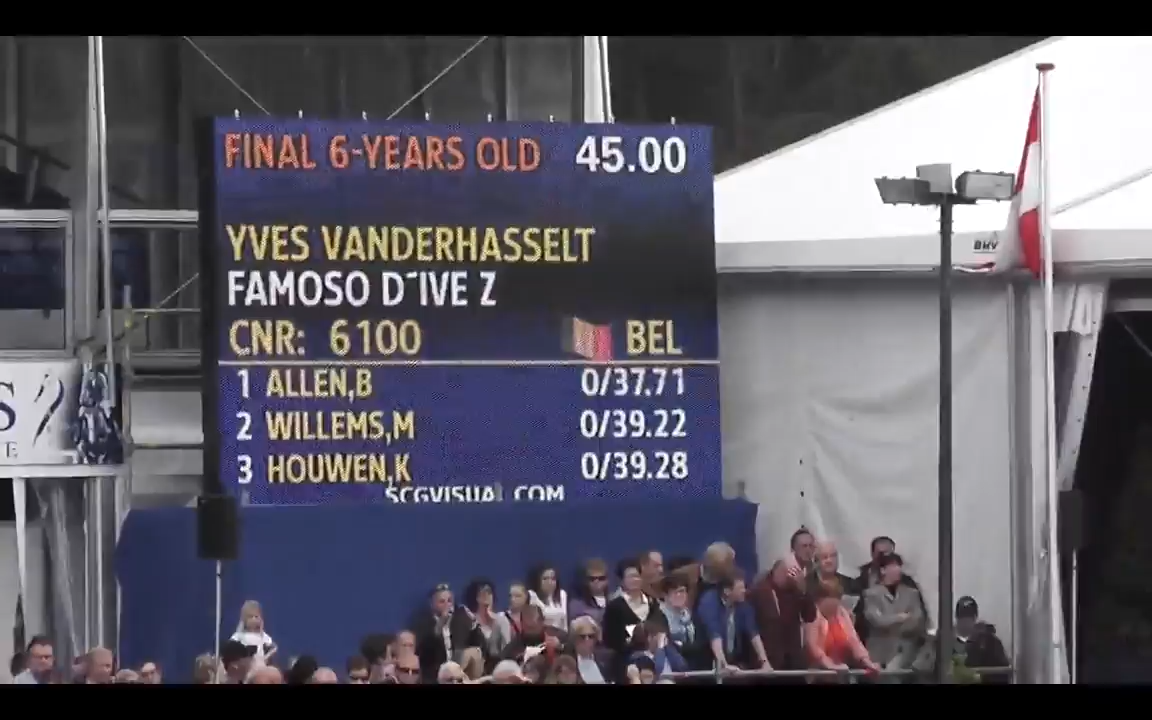 FINAL 6-YEARS OLD 45.00
YVES VANDERHASSELT
FAMOSO D¯IVE Z
CNR: 6100 BEL
1 ALLEN,B 0/37.71
2 WILLEMS,M 0/39.22
3 HOUWEN,K 0/39.28
SCGVISUAL.COM
BHV